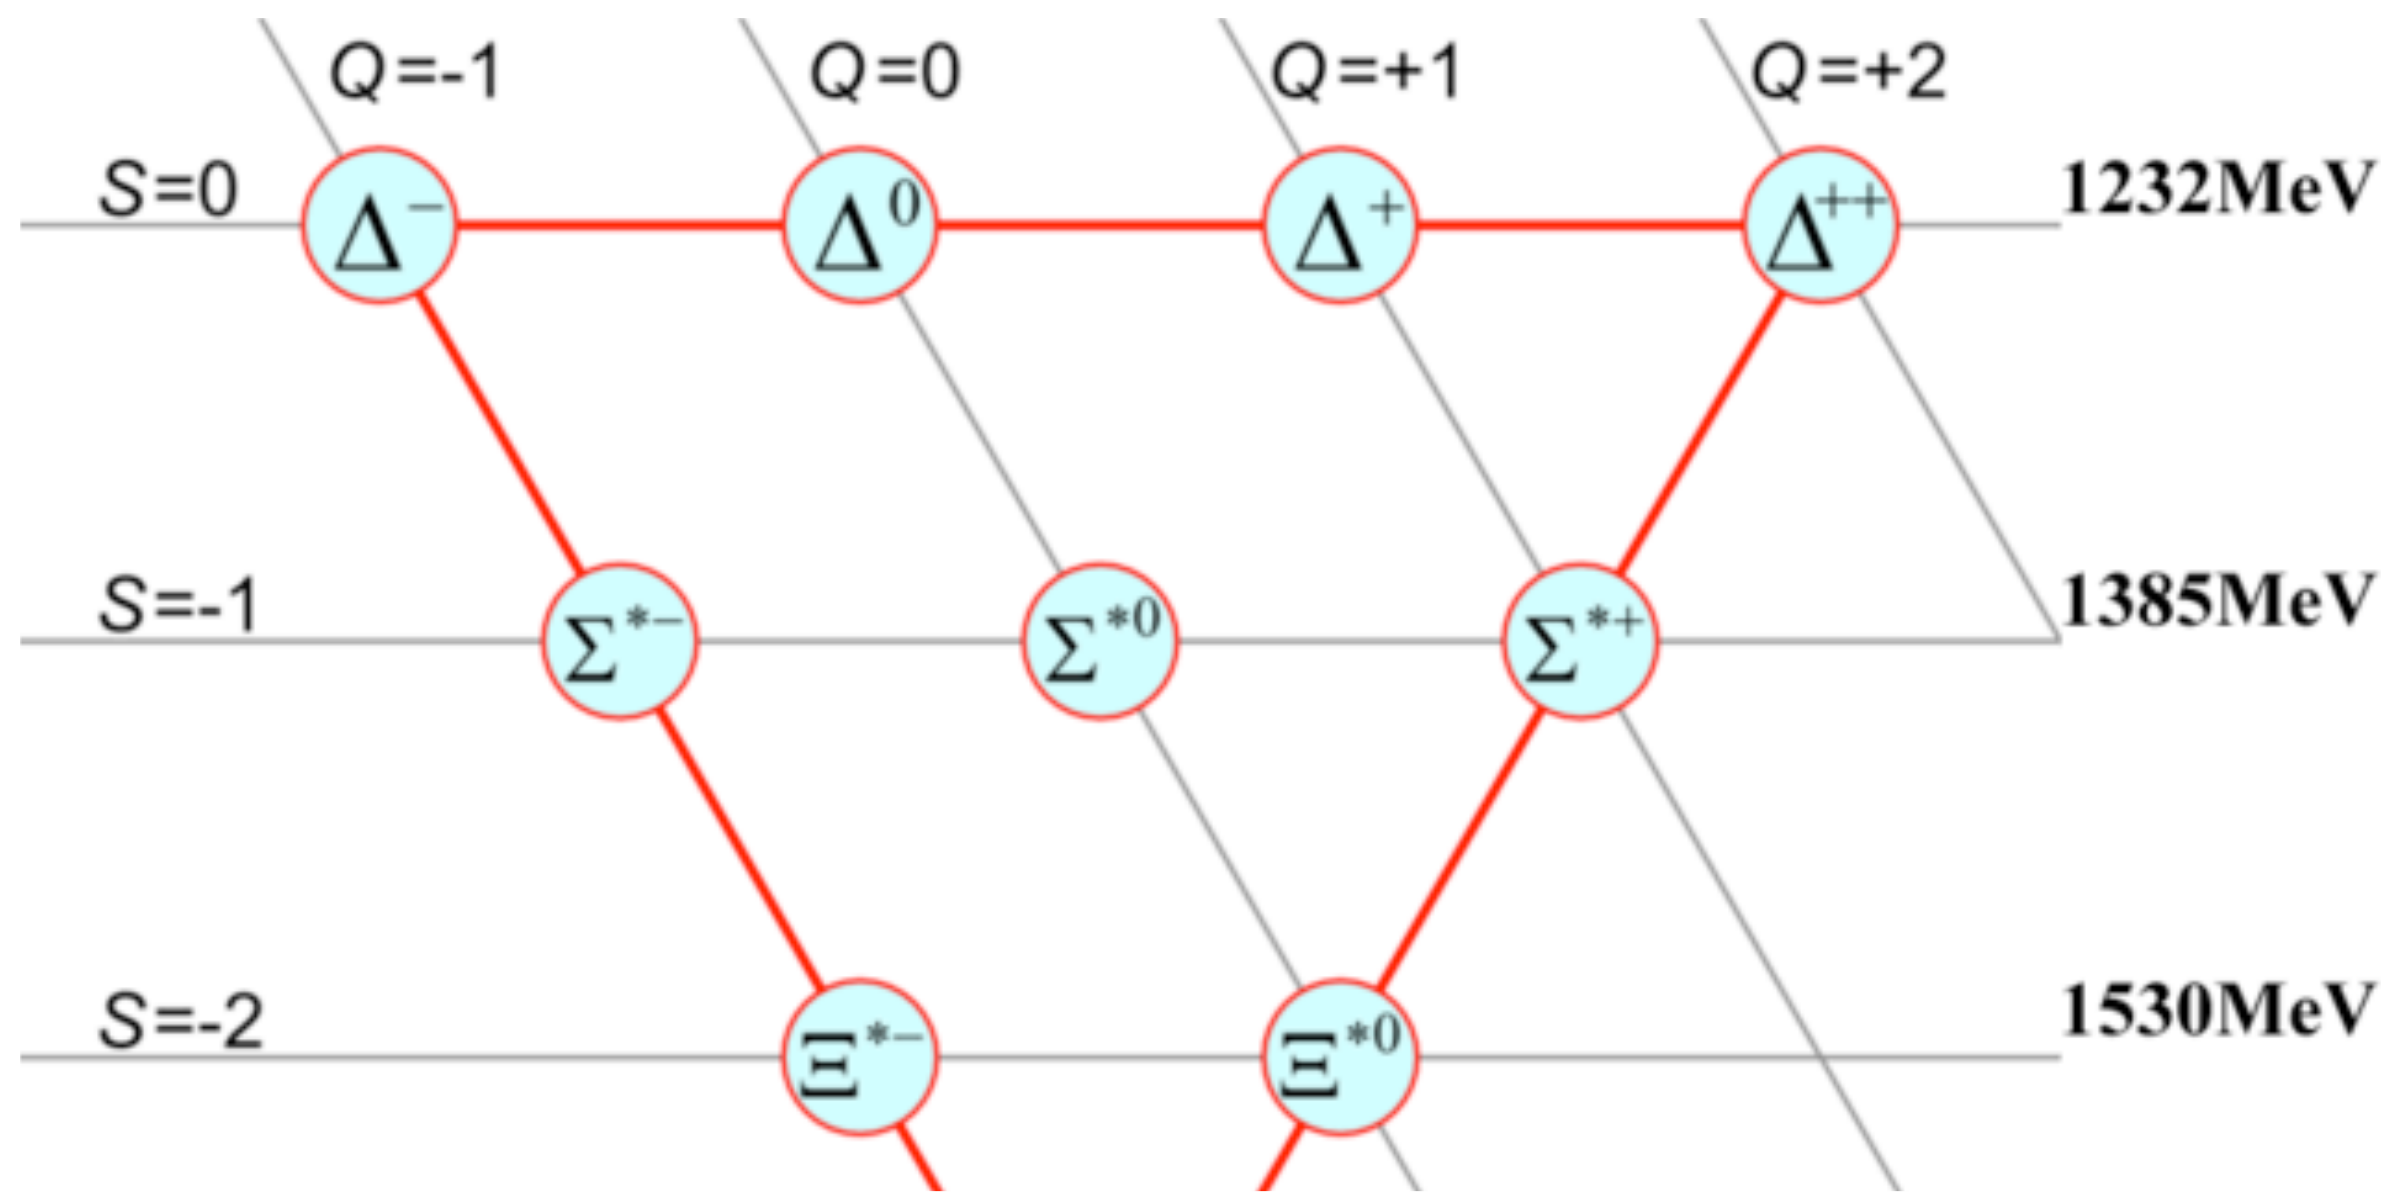 Q=-1 Q=0 Q=+1 Q=+2
S=0 Δ⁻ Δ⁰ Δ⁺ Δ⁺⁺ 1232MeV
S=-1 Σ*⁻ Σ*⁰ Σ*⁺ 1385MeV
S=-2 Ξ*⁻ Ξ*⁰ 1530MeV